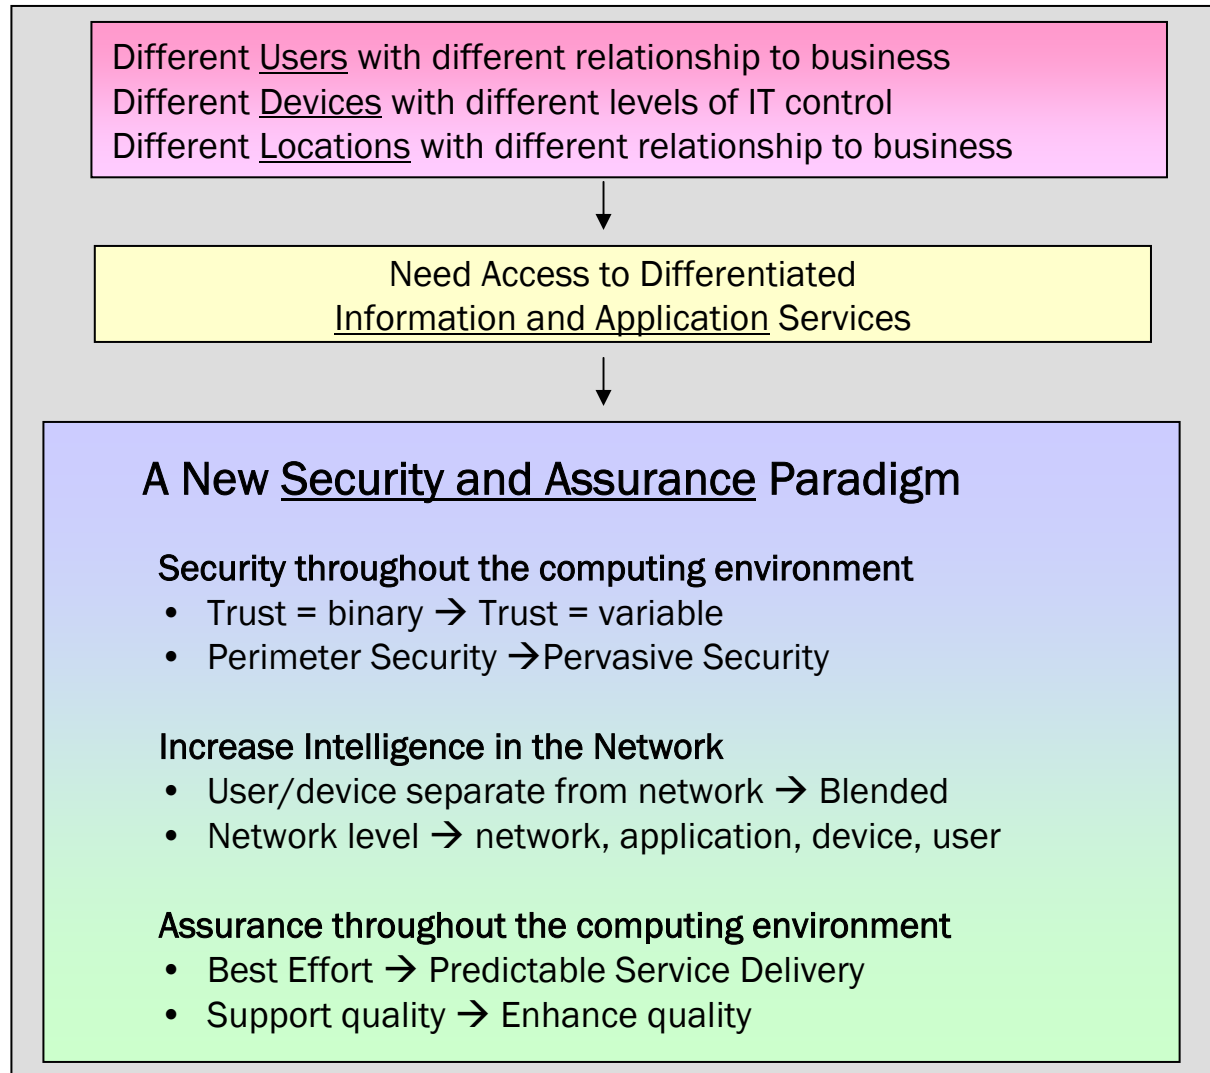 Different Users with different relationship to business
Different Devices with different levels of IT control
Different Locations with different relationship to business
Need Access to Differentiated
Information and Application Services
A New Security and Assurance Paradigm
Security throughout the computing environment
• Trust = binary → Trust = variable
• Perimeter Security →Pervasive Security
Increase Intelligence in the Network
• User/device separate from network → Blended
• Network level → network, application, device, user
Assurance throughout the computing environment
• Best Effort → Predictable Service Delivery
• Support quality → Enhance quality